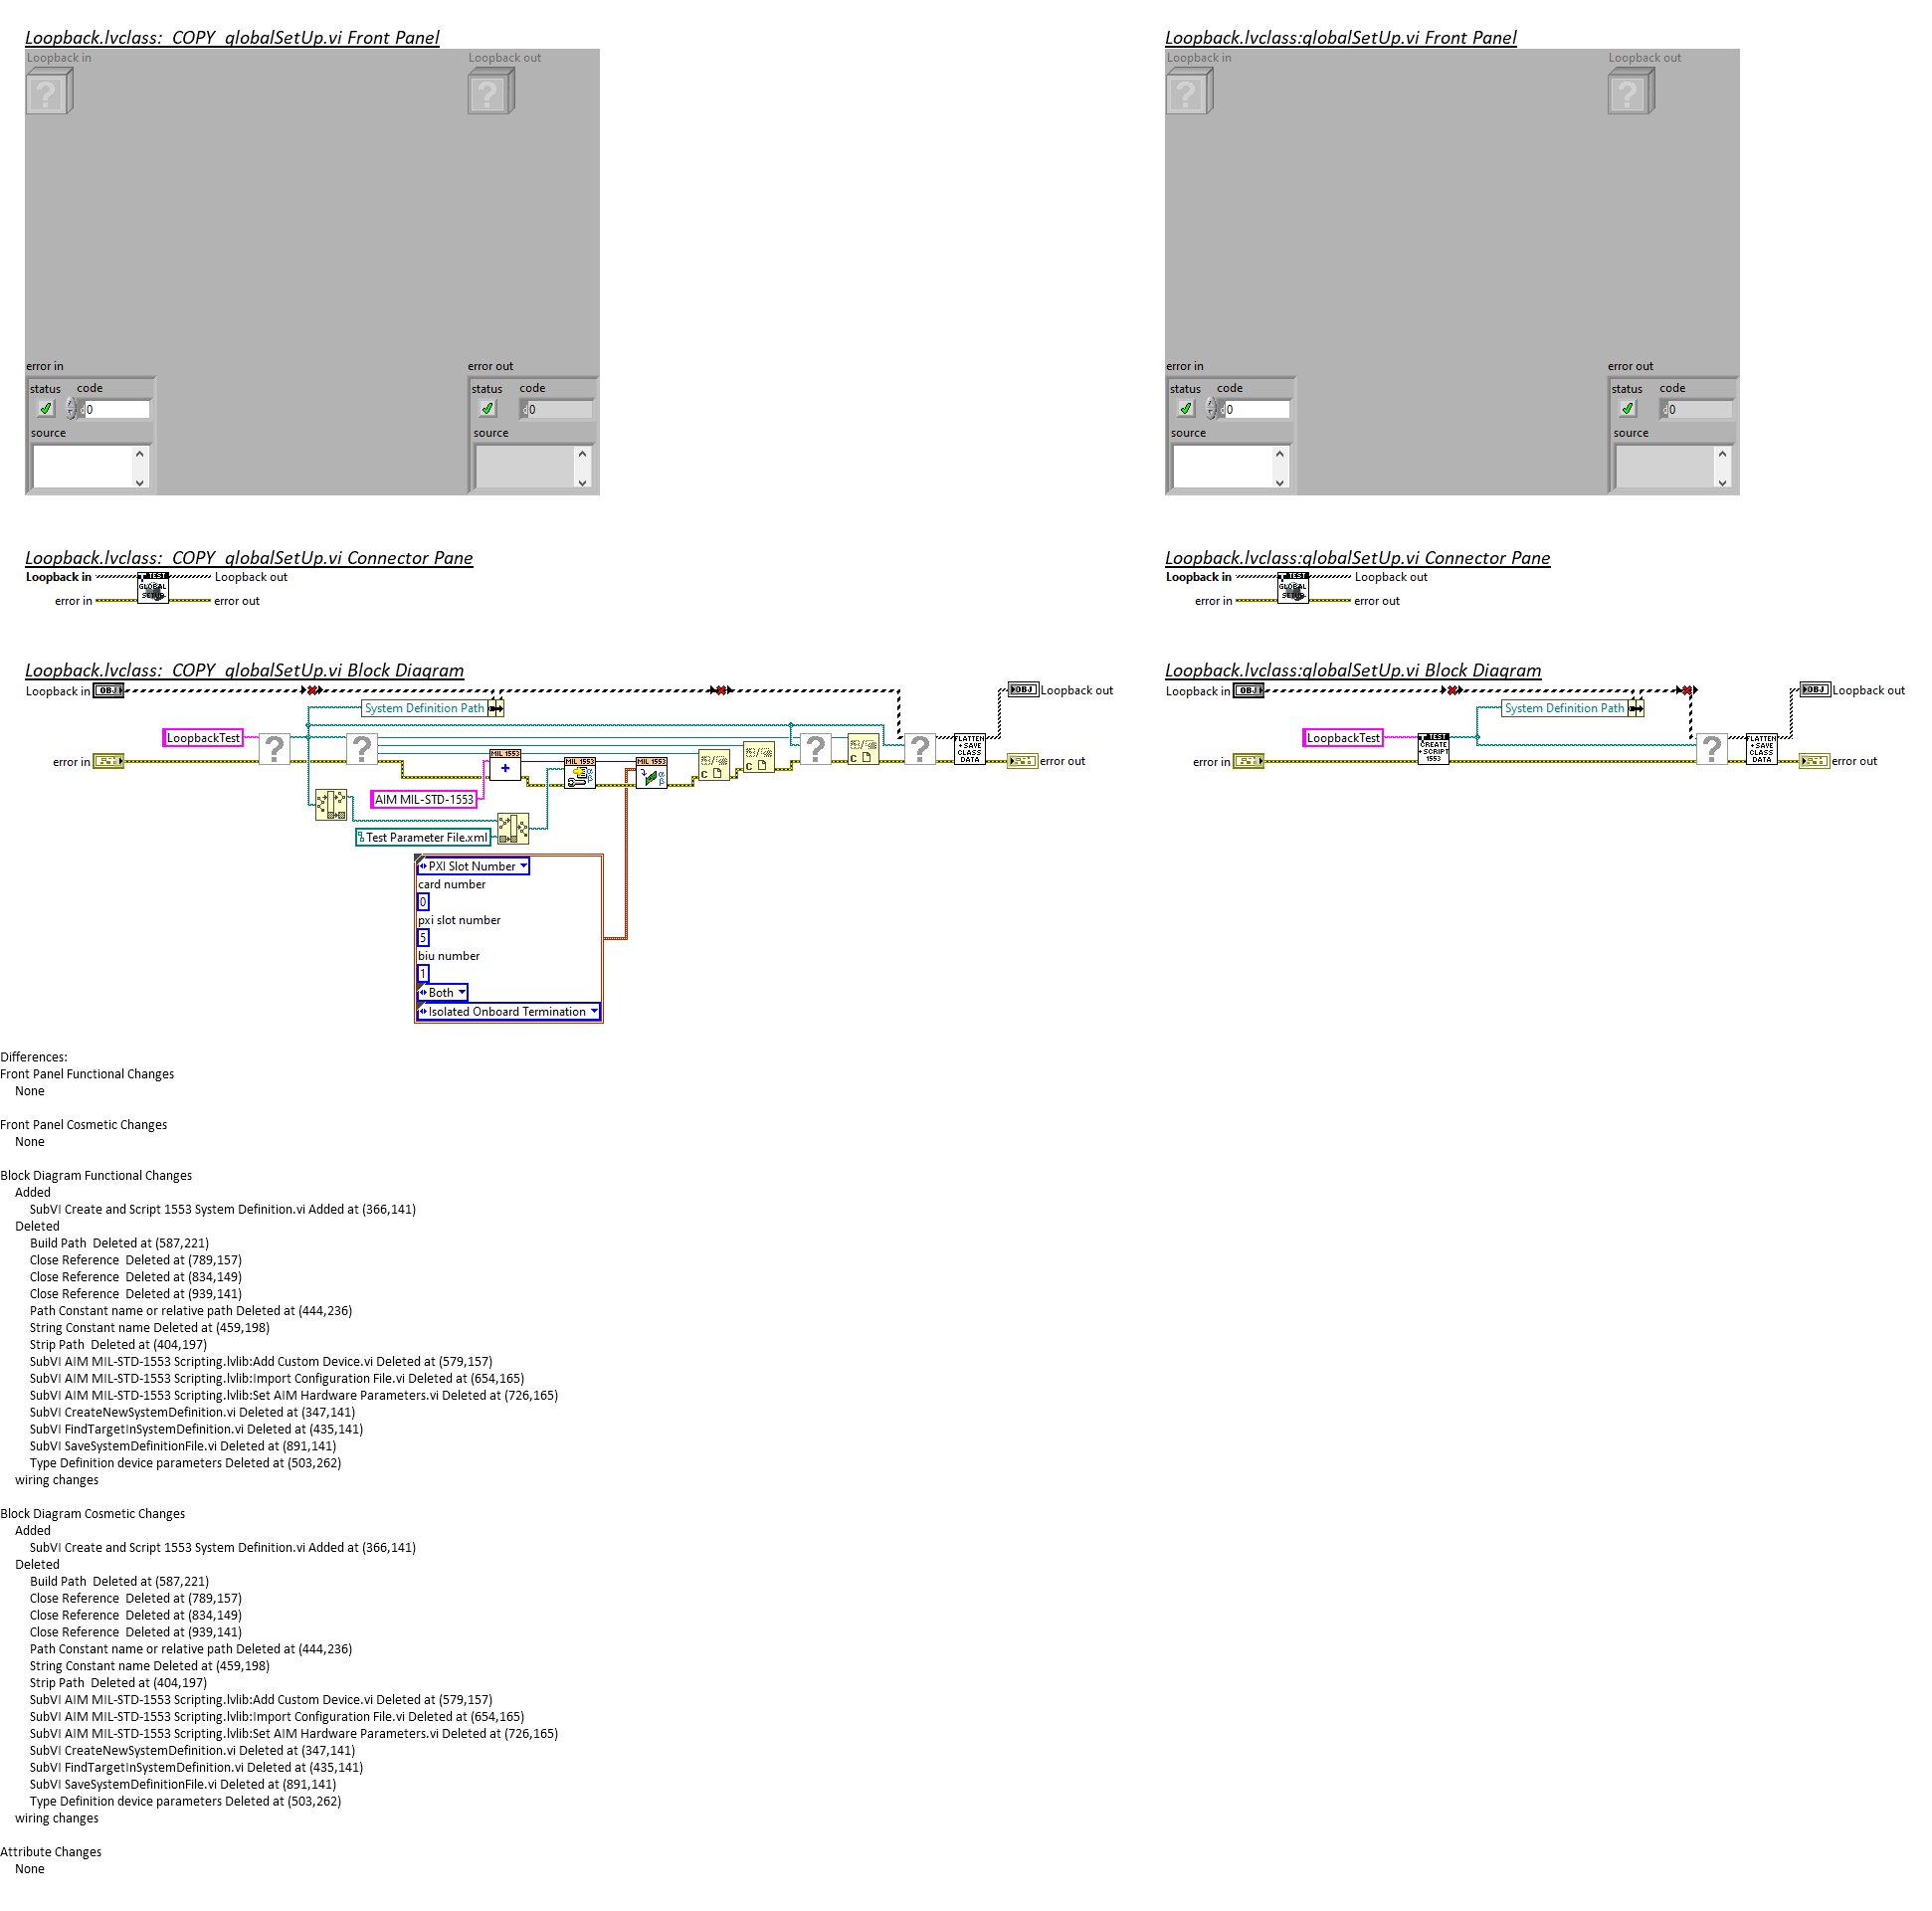 Loopback.lvclass:  COPY  globalSetUp.vi Front Panel
Loopback in
Loopback out
?
?
error in
error out
status code
0
source
status code
0
source
Loopback.lvclass:  COPY  globalSetUp.vi Connector Pane
Loopback in
TEST
GLOBAL
SETUP
Loopback out
error in
error out
Loopback.lvclass:  COPY  globalSetUp.vi Block Diagram
Loopback in
OBJ
OBJ
Loopback out
System Definition Path
LoopbackTest
?
?
MIL 1553
MIL 1553
MIL 1553
?
?
FLATTEN
+ SAVE
CLASS
DATA
error in
error out
AIM MIL-STD-1553
Test Parameter File.xml
PXI Slot Number
card number
0
pxi slot number
5
biu number
1
Both
Isolated Onboard Termination
Loopback.lvclass:globalSetUp.vi Front Panel
Loopback in
Loopback out
?
?
error in
error out
status code
0
source
status code
0
source
Loopback.lvclass:globalSetUp.vi Connector Pane
Loopback in
TEST
GLOBAL
SETUP
Loopback out
error in
error out
Loopback.lvclass:globalSetUp.vi Block Diagram
Loopback in
OBJ
OBJ
Loopback out
System Definition Path
LoopbackTest
TEST
CREATE
+ SCRIPT
1553
?
FLATTEN
+ SAVE
CLASS
DATA
error in
error out
Differences:
Front Panel Functional Changes
None
Front Panel Cosmetic Changes
None
Block Diagram Functional Changes
Added
SubVI Create and Script 1553 System Definition.vi Added at (366,141)
Deleted
Build Path  Deleted at (587,221)
Close Reference  Deleted at (789,157)
Close Reference  Deleted at (834,149)
Close Reference  Deleted at (939,141)
Path Constant name or relative path Deleted at (444,236)
String Constant name Deleted at (459,198)
Strip Path  Deleted at (404,197)
SubVI AIM MIL-STD-1553 Scripting.lvlib:Add Custom Device.vi Deleted at (579,157)
SubVI AIM MIL-STD-1553 Scripting.lvlib:Import Configuration File.vi Deleted at (654,165)
SubVI AIM MIL-STD-1553 Scripting.lvlib:Set AIM Hardware Parameters.vi Deleted at (726,165)
SubVI CreateNewSystemDefinition.vi Deleted at (347,141)
SubVI FindTargetInSystemDefinition.vi Deleted at (435,141)
SubVI SaveSystemDefinitionFile.vi Deleted at (891,141)
Type Definition device parameters Deleted at (503,262)
wiring changes
Block Diagram Cosmetic Changes
Added
SubVI Create and Script 1553 System Definition.vi Added at (366,141)
Deleted
Build Path  Deleted at (587,221)
Close Reference  Deleted at (789,157)
Close Reference  Deleted at (834,149)
Close Reference  Deleted at (939,141)
Path Constant name or relative path Deleted at (444,236)
String Constant name Deleted at (459,198)
Strip Path  Deleted at (404,197)
SubVI AIM MIL-STD-1553 Scripting.lvlib:Add Custom Device.vi Deleted at (579,157)
SubVI AIM MIL-STD-1553 Scripting.lvlib:Import Configuration File.vi Deleted at (654,165)
SubVI AIM MIL-STD-1553 Scripting.lvlib:Set AIM Hardware Parameters.vi Deleted at (726,165)
SubVI CreateNewSystemDefinition.vi Deleted at (347,141)
SubVI FindTargetInSystemDefinition.vi Deleted at (435,141)
SubVI SaveSystemDefinitionFile.vi Deleted at (891,141)
Type Definition device parameters Deleted at (503,262)
wiring changes
Attribute Changes
None